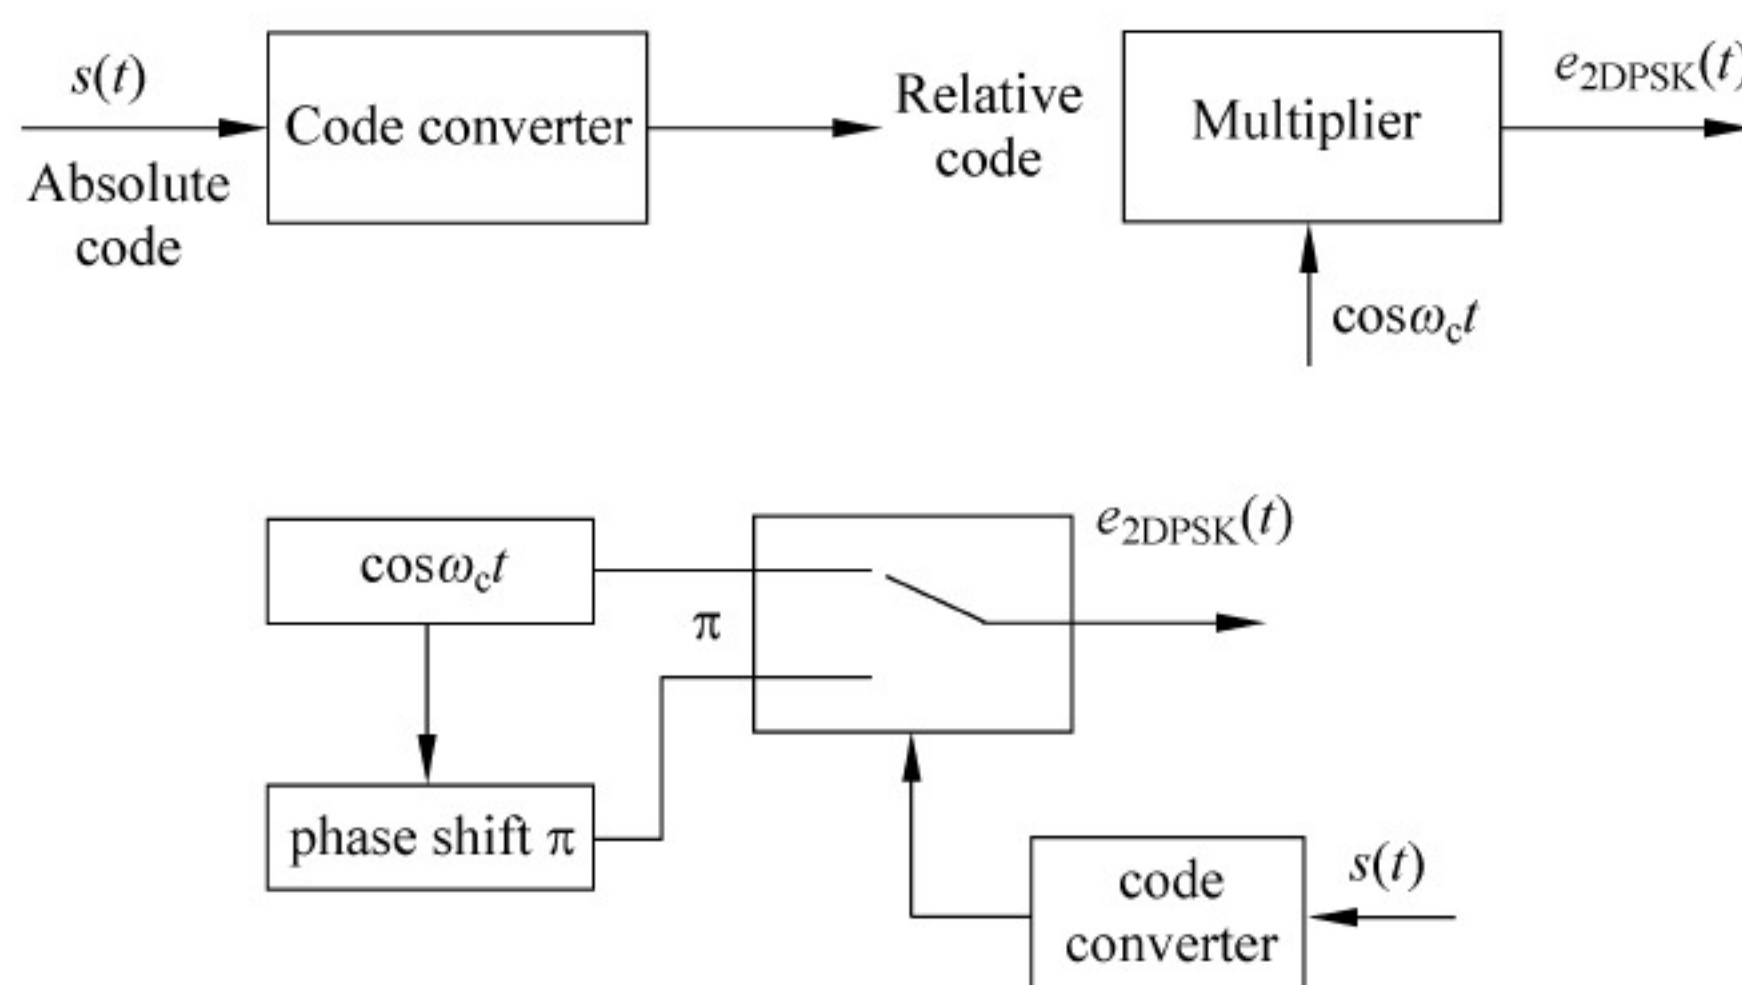 s(t)
Absolute
code
Code converter
Relative
code
Multiplier
e2DPSK(t)
cosωct
cosωct
π
phase shift π
e2DPSK(t)
code
converter
s(t)